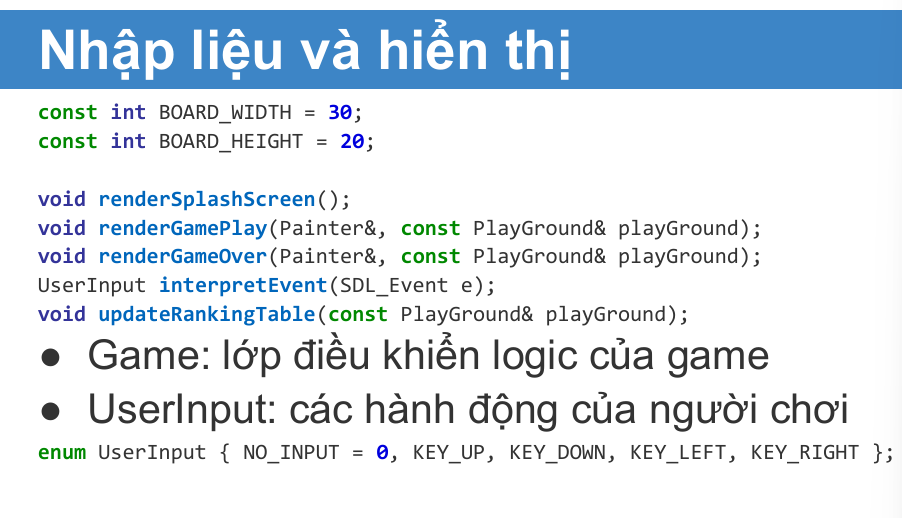 Nhập liệu và hiển thị
const int BOARD_WIDTH = 30;
const int BOARD_HEIGHT = 20;
void renderSplashScreen();
void renderGamePlay(Painter&, const PlayGround& playGround);
void renderGameOver(Painter&, const PlayGround& playGround);
UserInput interpretEvent(SDL_Event e);
void updateRankingTable(const PlayGround& playGround);
● Game: lớp điều khiển logic của game
● UserInput: các hành động của người chơi
enum UserInput { NO_INPUT = 0, KEY_UP, KEY_DOWN, KEY_LEFT, KEY_RIGHT };